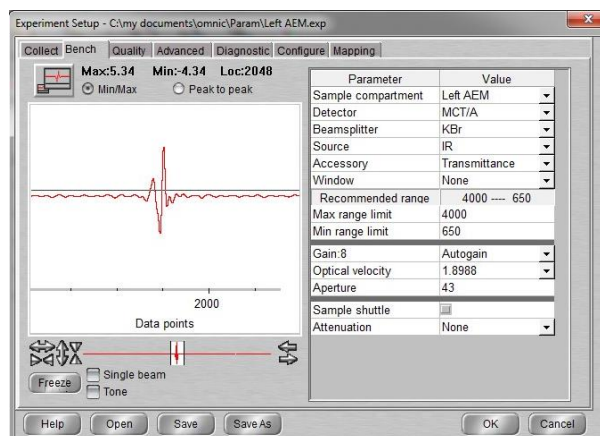 Experiment Setup - C:\my documents\omnic\Param\Left AEM.exp
Collect Bench Quality Advanced Diagnostic Configure Mapping
Max:5.34 Min:-4.34 Loc:2048
Min/Max Peak to peak
2000
Data points
Freeze
Single beam
Tone
Parameter Value
Sample compartment Left AEM
Detector MCT/A
Beamsplitter KBr
Source IR
Accessory Transmittance
Window None
Recommended range 4000 ---- 650
Max range limit 4000
Min range limit 650
Gain:8 Autogain
Optical velocity 1.8988
Aperture 43
Sample shuttle
Attenuation None
Help Open Save Save As OK Cancel